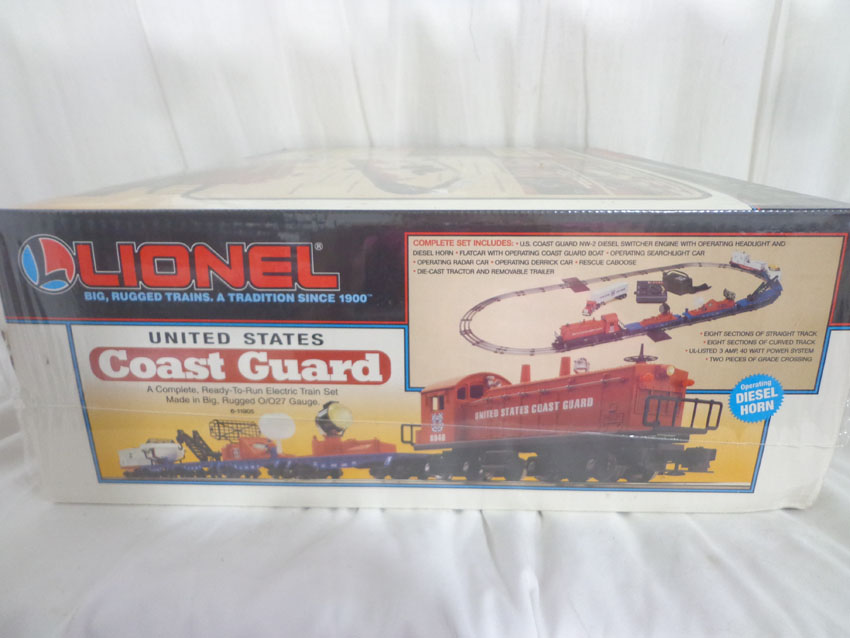 LIONEL®
BIG, RUGGED TRAINS. A TRADITION SINCE 1900™
COMPLETE SET INCLUDES: • U.S. COAST GUARD NW-2 DIESEL SWITCHER ENGINE WITH OPERATING HEADLIGHT AND
DIESEL HORN • FLATCAR WITH OPERATING COAST GUARD BOAT • OPERATING SEARCHLIGHT CAR
• OPERATING RADAR CAR • OPERATING DERRICK CAR • RESCUE CABOOSE
• DIE-CAST TRACTOR AND REMOVABLE TRAILER
• EIGHT SECTIONS OF STRAIGHT TRACK
• EIGHT SECTIONS OF CURVED TRACK
• UL-LISTED 3 AMP, 40 WATT POWER SYSTEM
• TWO PIECES OF GRADE CROSSING
UNITED STATES
Coast Guard
A Complete, Ready-To-Run Electric Train Set
Made in Big, Rugged O/O27 Gauge.
6-11905
Operating
DIESEL
HORN
UNITED STATES COAST GUARD
8948